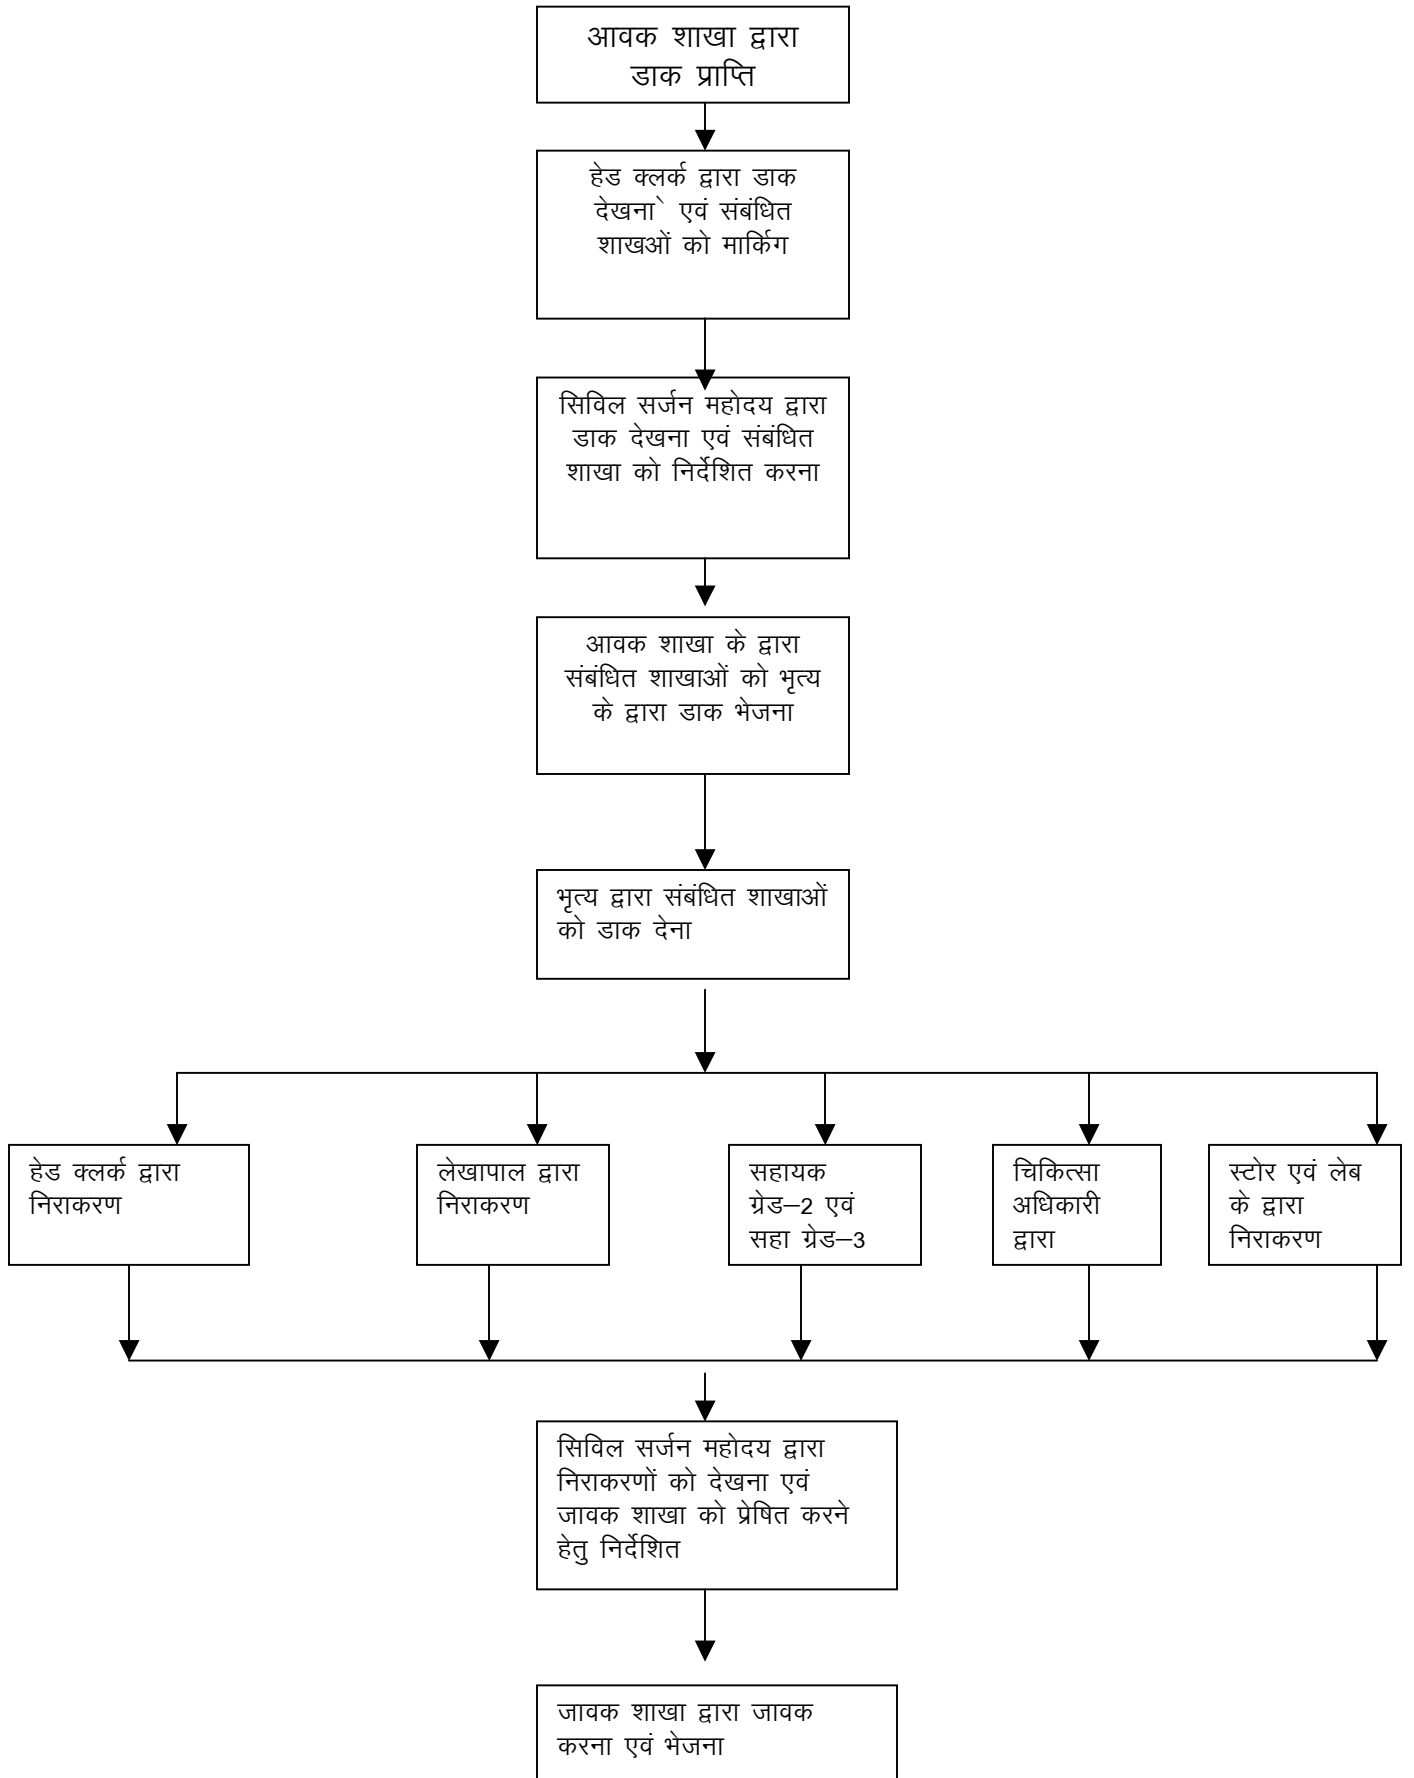 आवक शाखा द्वारा
डाक प्राप्ति
हेड क्लर्क द्वारा डाक
देखना` एवं संबंधित
शाखओं को मार्किग
सिविल सर्जन महोदय द्वारा
डाक देखना एवं संबंधित
शाखा को निर्देशित करना
आवक शाखा के द्वारा
संबंधित शाखाओं को भृत्य
के द्वारा डाक भेजना
भृत्य द्वारा संबंधित शाखाओं
को डाक देना
हेड क्लर्क द्वारा
निराकरण
लेखापाल द्वारा
निराकरण
सहायक
ग्रेड–2 एवं
सहा ग्रेड–3
चिकित्सा
अधिकारी
द्वारा
स्टोर एवं लेब
के द्वारा
निराकरण
सिविल सर्जन महोदय द्वारा
निराकरणों को देखना एवं
जावक शाखा को प्रेषित करने
हेतु निर्देशित
जावक शाखा द्वारा जावक
करना एवं भेजना